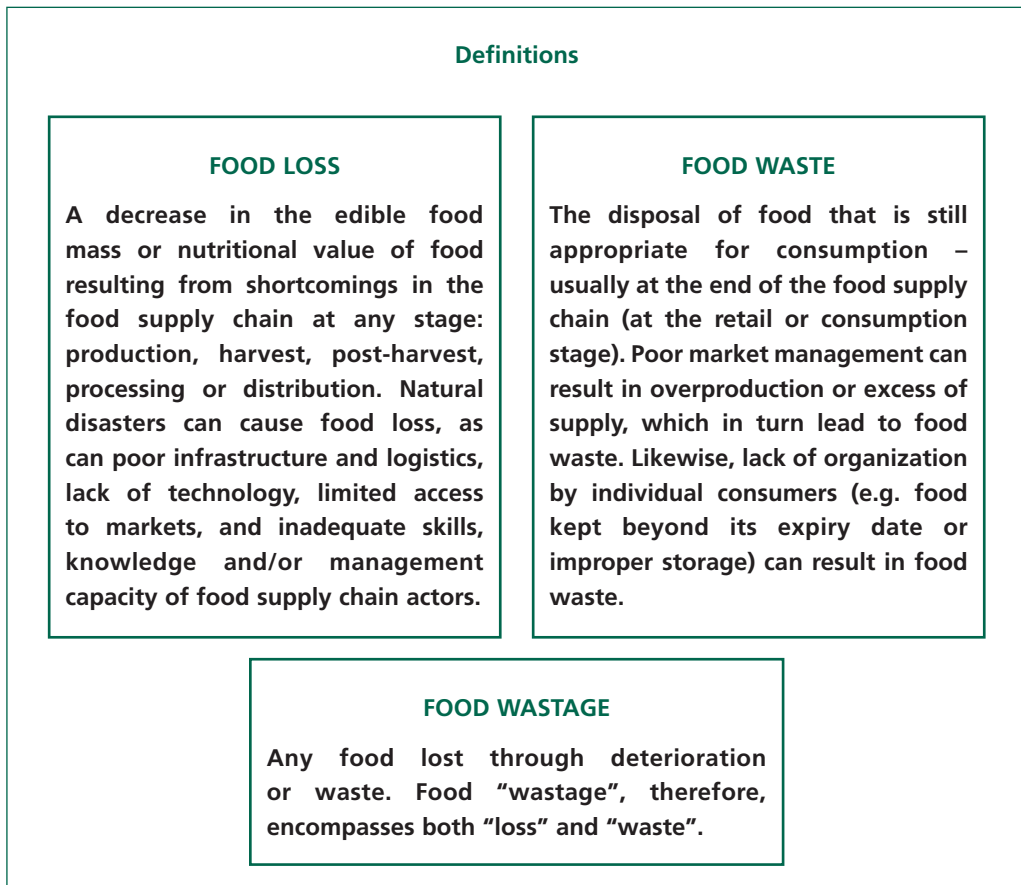 Definitions
FOOD LOSS
A decrease in the edible food
mass or nutritional value of food
resulting from shortcomings in the
food supply chain at any stage:
production, harvest, post-harvest,
processing or distribution. Natural
disasters can cause food loss, as
can poor infrastructure and logistics,
lack of technology, limited access
to markets, and inadequate skills,
knowledge and/or management
capacity of food supply chain actors.
FOOD WASTE
The disposal of food that is still
appropriate for consumption –
usually at the end of the food supply
chain (at the retail or consumption
stage). Poor market management can
result in overproduction or excess of
supply, which in turn lead to food
waste. Likewise, lack of organization
by individual consumers (e.g. food
kept beyond its expiry date or
improper storage) can result in food
waste.
FOOD WASTAGE
Any food lost through deterioration
or waste. Food “wastage”, therefore,
encompasses both “loss” and “waste”.